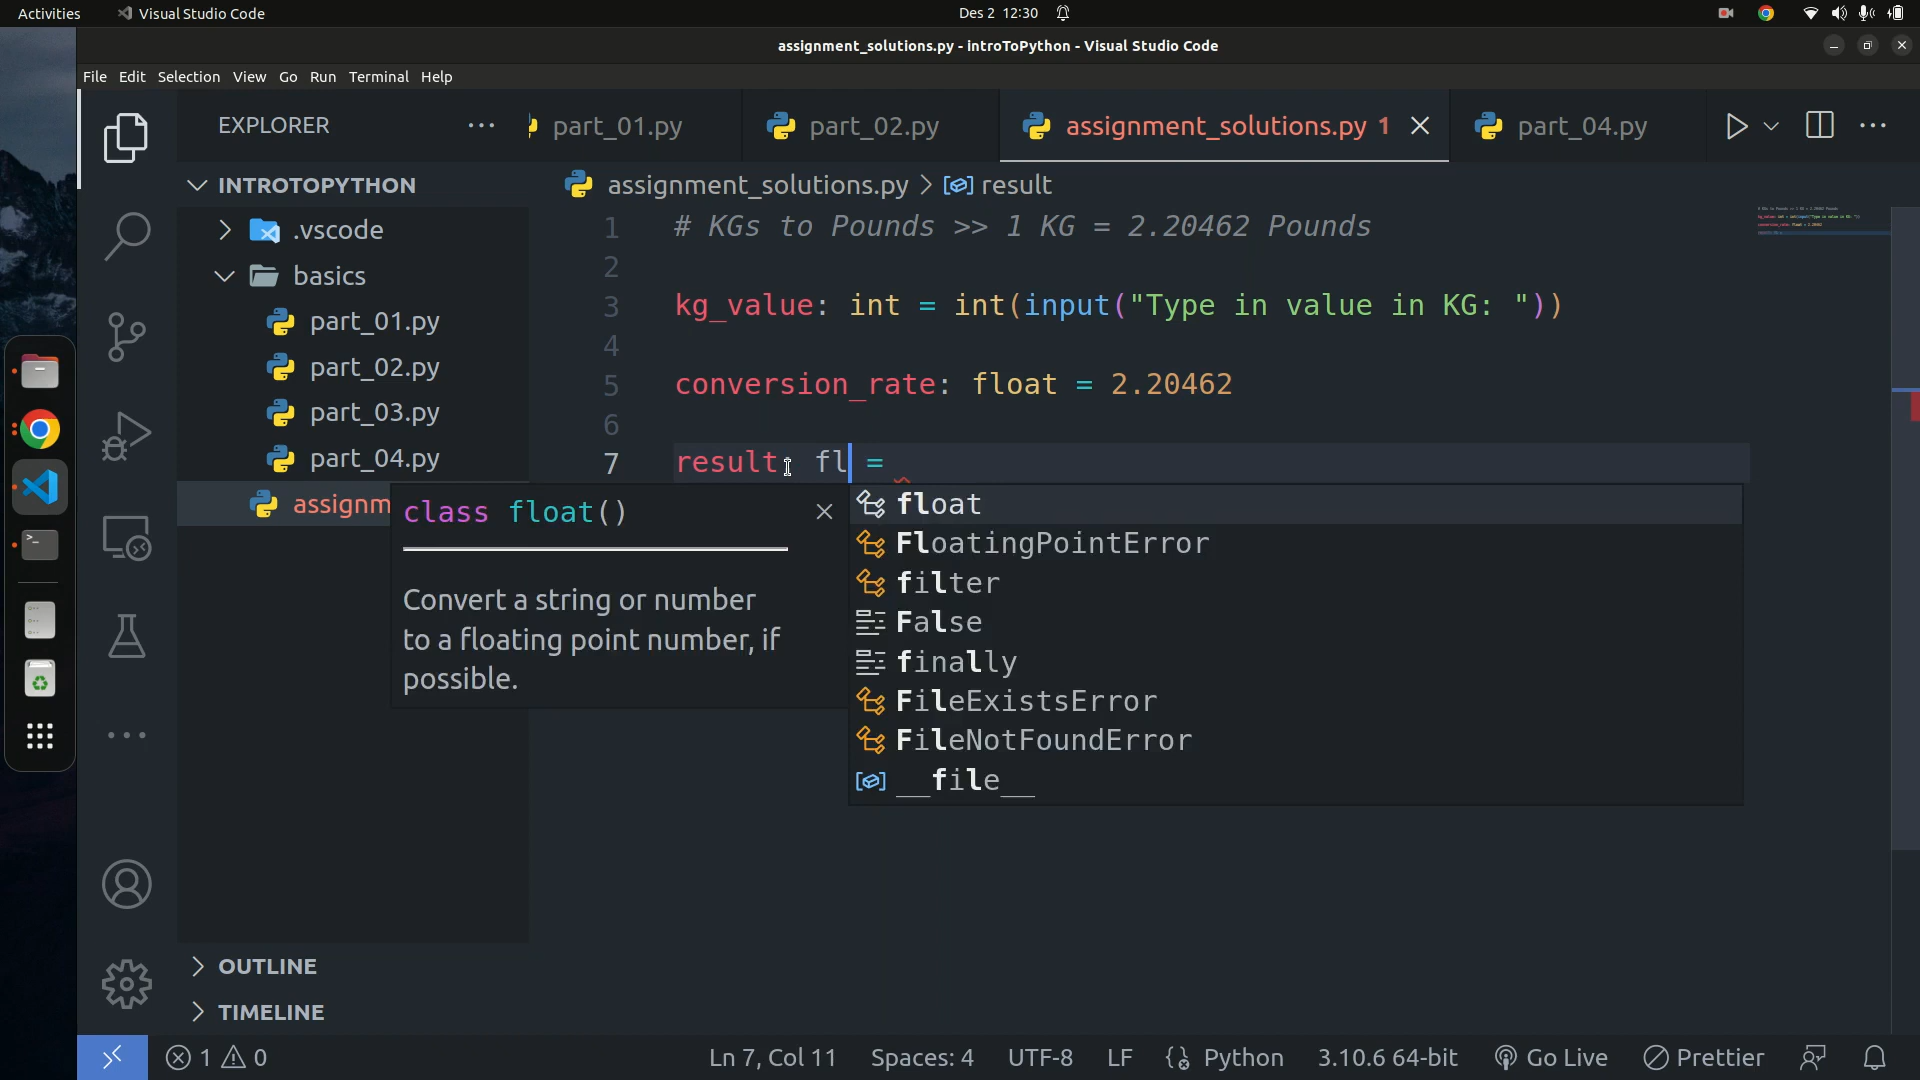 Activities Visual Studio Code Des 2 12:30
assignment_solutions.py - introToPython - Visual Studio Code
File Edit Selection View Go Run Terminal Help
EXPLORER
part_01.py part_02.py assignment_solutions.py 1 part_04.py
INTROTOPYTHON
.vscode
basics
part_01.py
part_02.py
part_03.py
part_04.py
assignm
OUTLINE
TIMELINE
assignment_solutions.py > result
1 # KGs to Pounds >> 1 KG = 2.20462 Pounds
2
3 kg_value: int = int(input("Type in value in KG: "))
4
5 conversion_rate: float = 2.20462
6
7 result: fl =
class float()
Convert a string or number
to a floating point number, if
possible.
float
FloatingPointError
filter
False
finally
FileExistsError
FileNotFoundError
__file__
1 0 Ln 7, Col 11 Spaces: 4 UTF-8 LF Python 3.10.6 64-bit Go Live Prettier